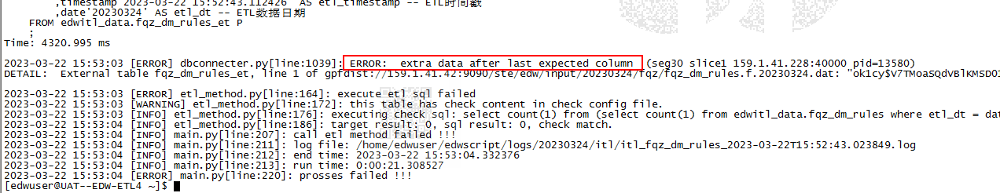 ,timestamp'2023-03-22 15:52:43.112426' AS etl_timestamp -- ETL时间戳
,date'20230324' AS etl_dt -- ETL数据日期
FROM edwitl_data.fqz_dm_rules_et P
;
Time: 4320.995 ms
2023-03-22 15:53:03 [ERROR] dbconnecter.py[line:1039]: ERROR:  extra data after last expected column  (seg30 slice1 159.1.41.228:40000 pid=13580)
DETAIL:  External table fqz_dm_rules_et, line 1 of gpfdist://159.1.41.42:9090/ste/edw/input/20230324/fqz/fqz_dm_rules.f.20230324.dat: "ok1cy$V7TMoaSQdVBlKMSDO
2023-03-22 15:53:03 [ERROR] etl_method.py[line:164]: execute etl sql failed
2023-03-22 15:53:03 [WARNING] etl_method.py[line:172]: this table has check content in check config file.
2023-03-22 15:53:03 [INFO] etl_method.py[line:176]: executing check sql: select count(1) from (select count(1) from edwitl_data.fqz_dm_rules where etl_dt = dat
2023-03-22 15:53:04 [INFO] etl_method.py[line:186]: target result: 0, sql result: 0, check match.
2023-03-22 15:53:04 [INFO] main.py[line:207]: call etl method failed !!!
2023-03-22 15:53:04 [INFO] main.py[line:211]: log file: /home/edwuser/edwscript/logs/20230324/itl/itl_fqz_dm_rules_2023-03-22T15:52:43.023849.log
2023-03-22 15:53:04 [INFO] main.py[line:212]: end time: 2023-03-22 15:53:04.332376
2023-03-22 15:53:04 [INFO] main.py[line:213]: run time: 0:00:21.308527
2023-03-22 15:53:04 [ERROR] main.py[line:220]: prosses failed !!!
[edwuser@UAT--EDW-ETL4 ~]$